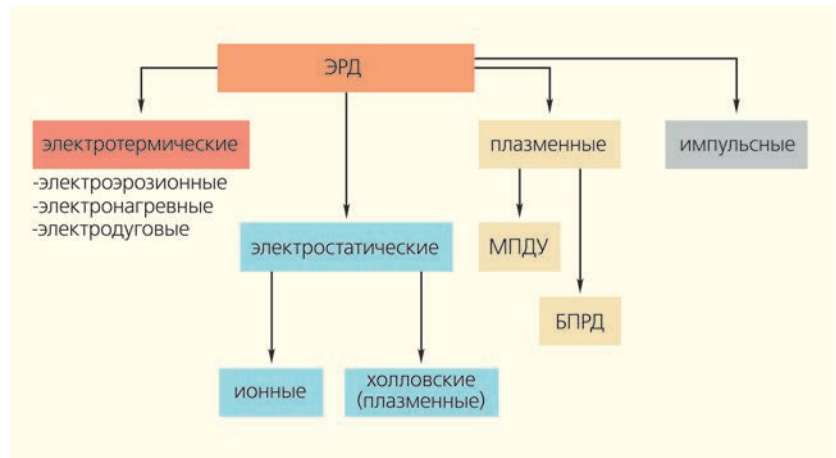 ЭРД
электротермические
плазменные
импульсные
-электроэрозионные
-электронагревные
-электродуговые
электростатические
МПДУ
БПРД
ионные
холловские
(плазменные)